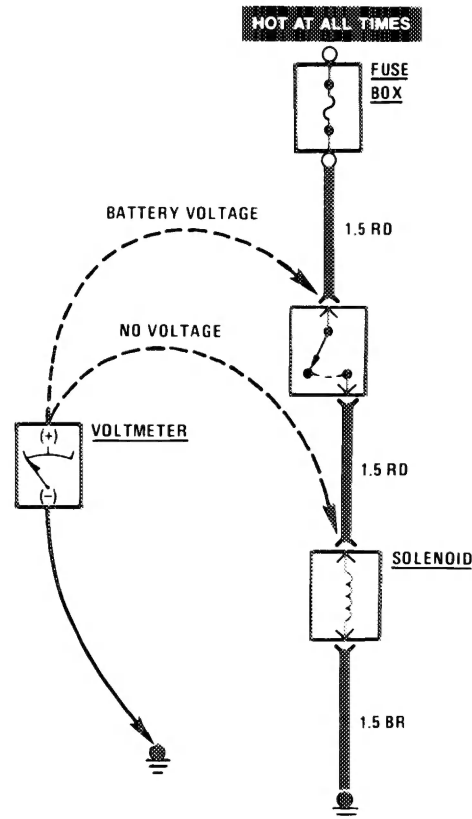 HOT AT ALL TIMES
FUSE
BOX
BATTERY VOLTAGE
1.5 RD
NO VOLTAGE
(+)
VOLTMETER
(–)
1.5 RD
SOLENOID
1.5 BR